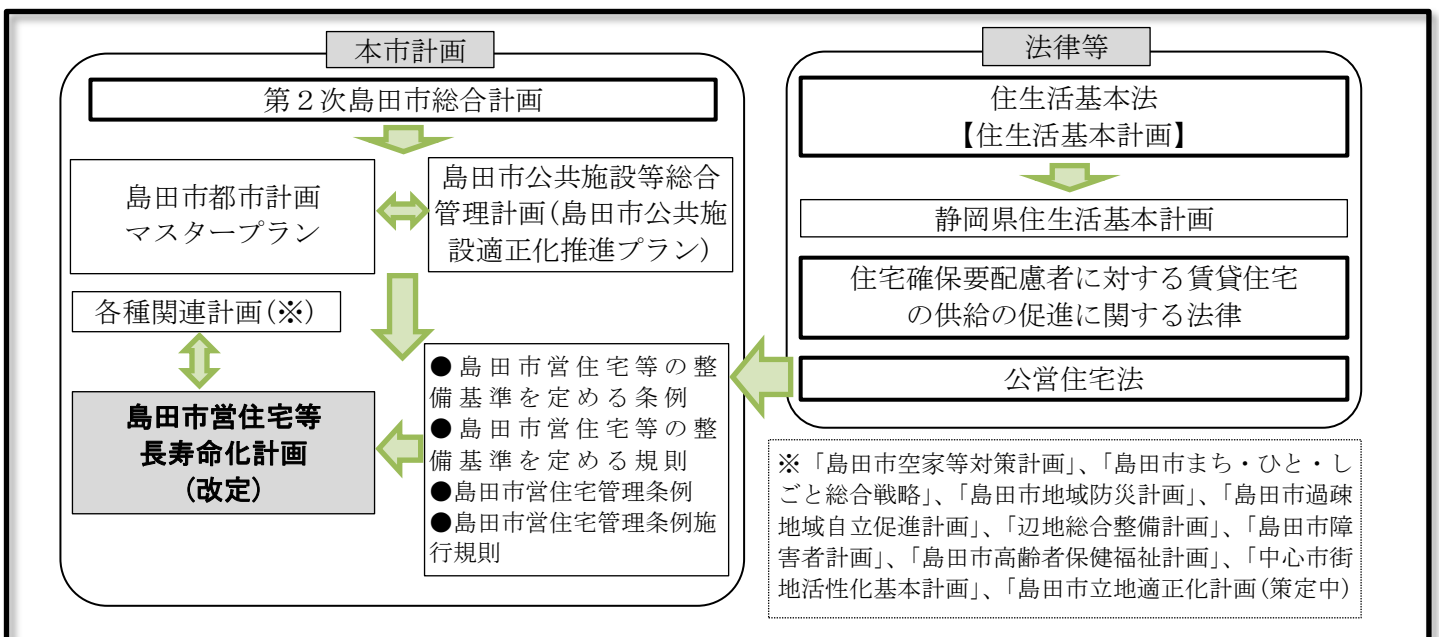 本市計画
第２次島田市総合計画
島田市都市計画
マスタープラン
島田市公共施設等総合
管理計画(島田市公共施
設適正化推進プラン)
各種関連計画(※)
島田市営住宅等
長寿命化計画
(改定)
●島田市営住宅等の整
備基準を定める条例
●島田市営住宅等の整
備基準を定める規則
●島田市営住宅管理条例
●島田市営住宅管理条例施
行規則
法律等
住生活基本法
【住生活基本計画】
静岡県住生活基本計画
住宅確保要配慮者に対する賃貸住宅
の供給の促進に関する法律
公営住宅法
※「島田市空家等対策計画」、「島田市まち・ひと・し
ごと総合戦略」、「島田市地域防災計画」、「島田市過疎
地域自立促進計画」、「辺地総合整備計画」、「島田市障
害者計画」、「島田市高齢者保健福祉計画」、「中心市街
地活性化基本計画」、「島田市立地適正化計画(策定中)